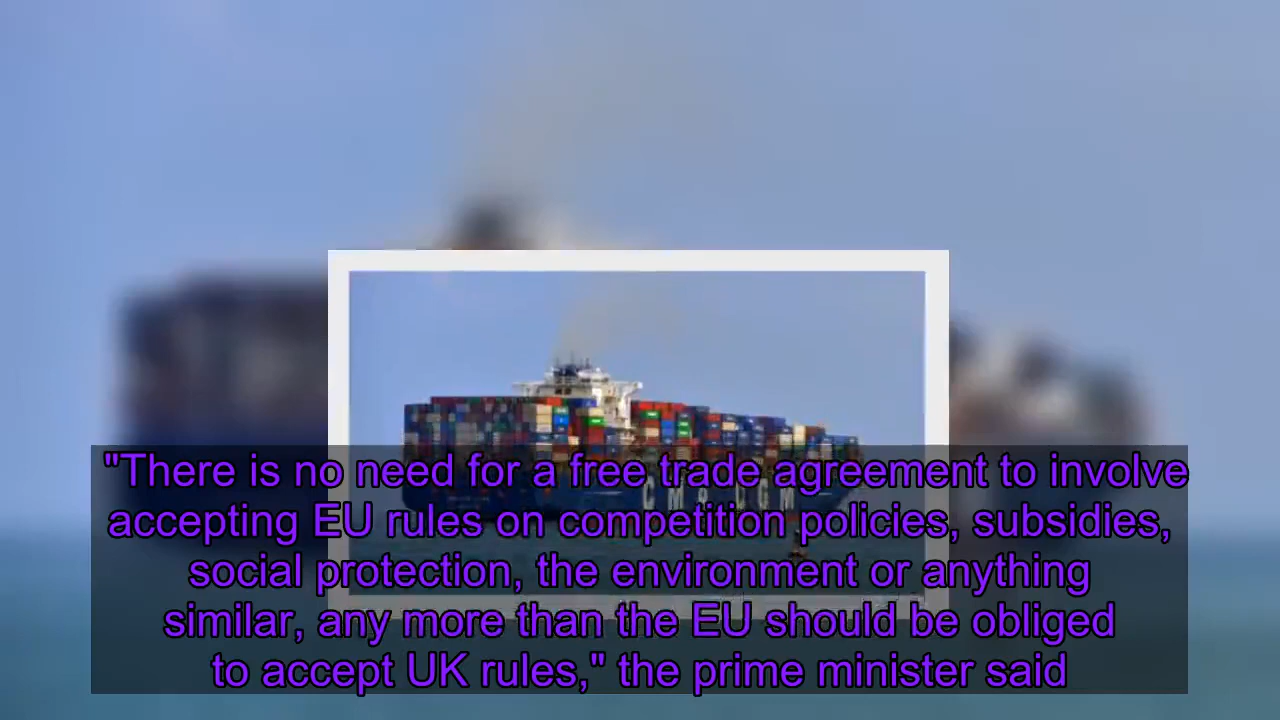 "There is no need for a free trade agreement to involve
accepting EU rules on competition policies, subsidies,
social protection, the environment or anything
similar, any more than the EU should be obliged
to accept UK rules," the prime minister said
CMA CGM